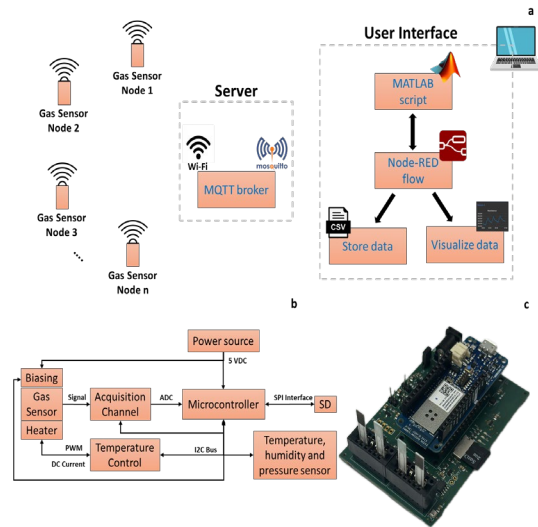 a
User Interface
Gas Sensor
Node 1
Gas Sensor
Node 2
Gas Sensor
Node 3
Gas Sensor
Node n
Server
Wi-Fi
mosquitto
MQTT broker
MATLAB
script
Node-RED
flow
CSV
Store data
Visualize data
b
c
Power source
5 VDC
Biasing
Gas
Sensor
Heater
Signal
Acquisition
Channel
ADC
Microcontroller
SPI Interface
SD
PWM
DC Current
Temperature
Control
I2C Bus
Temperature,
humidity and
pressure sensor